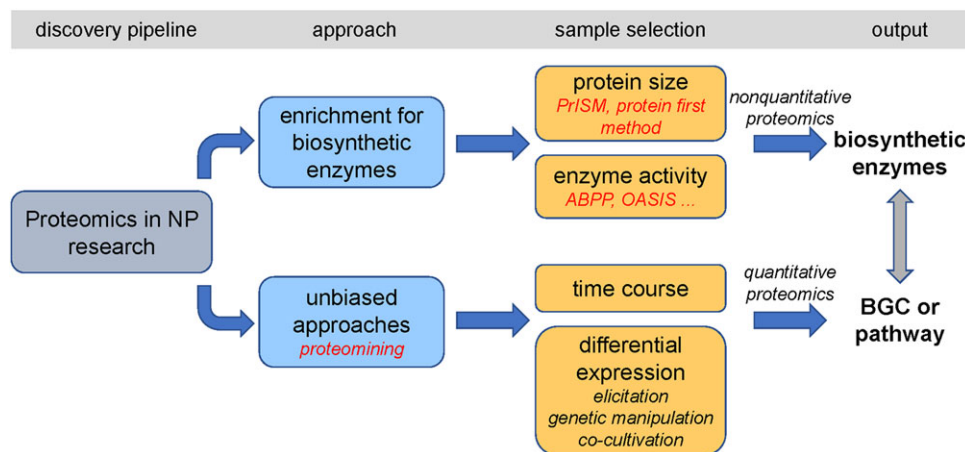 discovery pipeline
approach
sample selection
output
Proteomics in NP
research
enrichment for
biosynthetic
enzymes
protein size
PrISM, protein first
method
enzyme activity
ABPP, OASIS ...
nonquantitative
proteomics
biosynthetic
enzymes
unbiased
approaches
proteomining
time course
differential
expression
elicitation
genetic manipulation
co-cultivation
quantitative
proteomics
BGC or
pathway